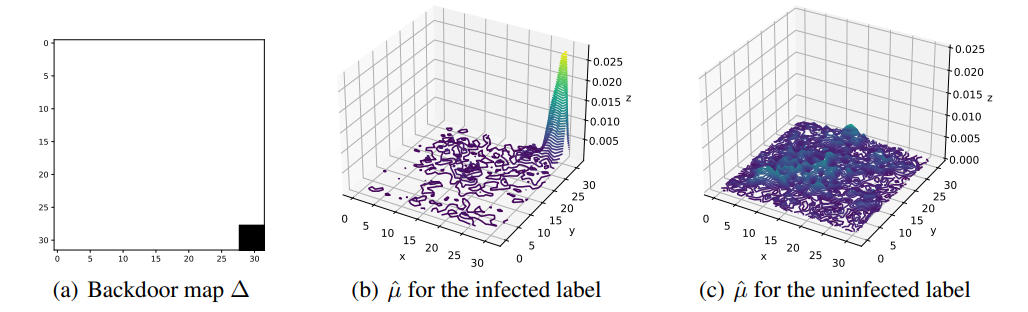 0
5
10
15
20
25
30
0 5 10 15 20 25 30
(a) Backdoor map Δ
0.025
0.020
0.015
0.010
0.005
z
0 5 10 15 20 25 30
x
0 5 10 15 20 25 30
y
(b) μ̂ for the infected label
0.025
0.020
0.015
0.010
0.005
0.000
z
0 5 10 15 20 25 30
x
0 5 10 15 20 25 30
y
(c) μ̂ for the uninfected label